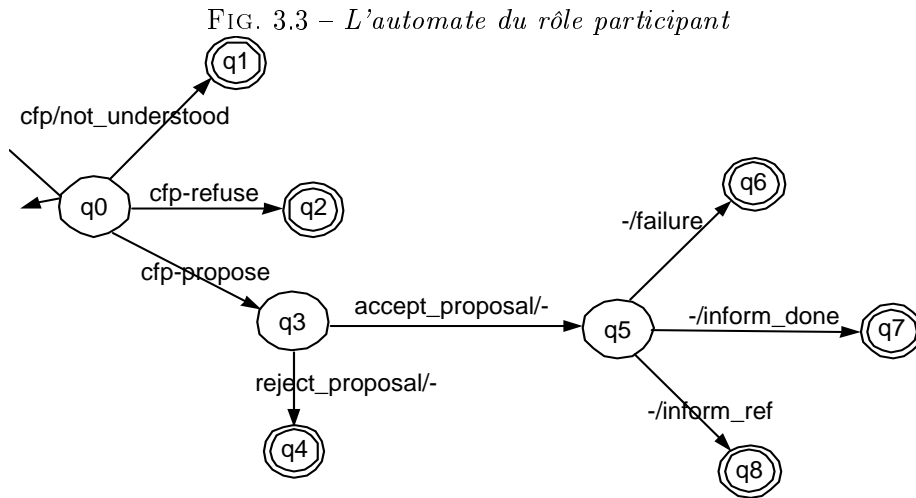 FIG. 3.3 – L'automate du rôle participant
q1
cfp/not_understood
q6
q0
cfp-refuse
q2
-/failure
cfp-propose
accept_proposal/-
q3
q5
-/inform_done
q7
reject_proposal/-
-/inform_ref
q4
q8